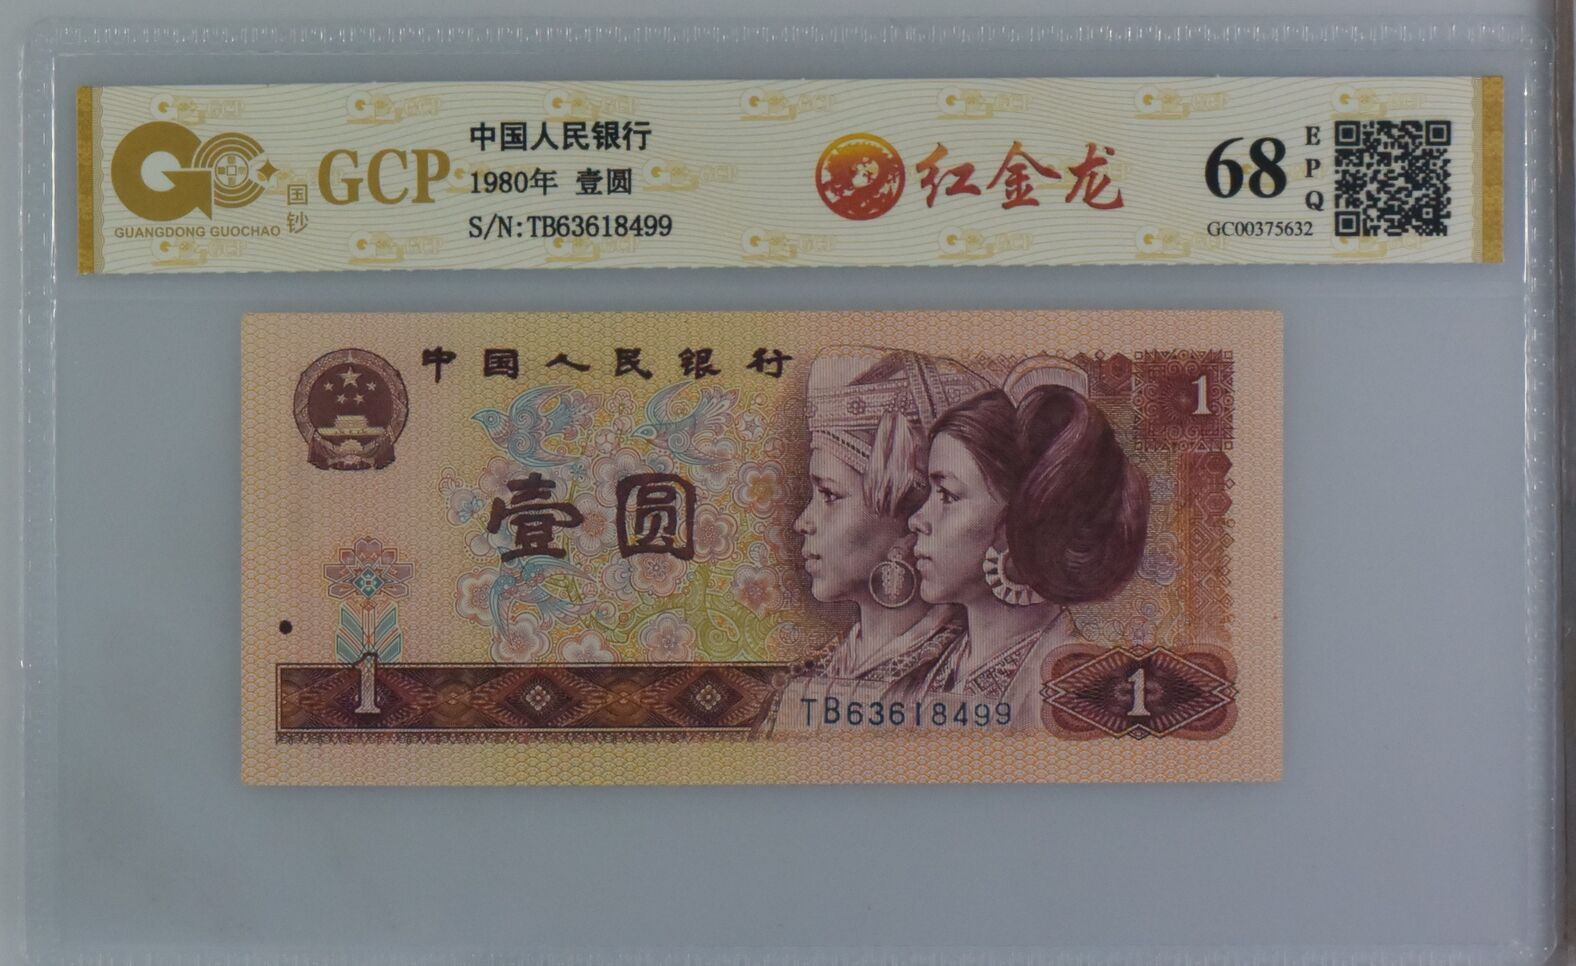 GUANGDONG GUOCHAO
国钞
GCP
中国人民银行
1980年 壹圆
S/N:TB63618499
红金龙
68
EPQ
GC00375632
中国人民银行
1
壹圆
1
TB63618499
1